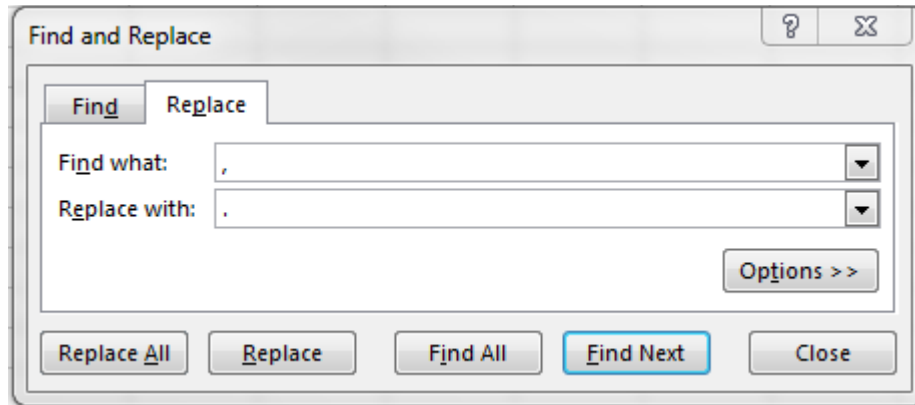 Find and Replace
Find Replace
Find what: ,
Replace with: .
Options >>
Replace All Replace Find All Find Next Close